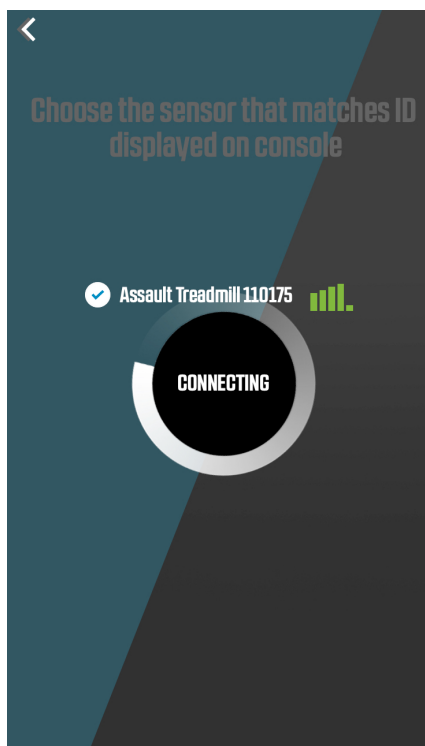 Choose the sensor that matches ID
displayed on console
Assault Treadmill 110175
CONNECTING